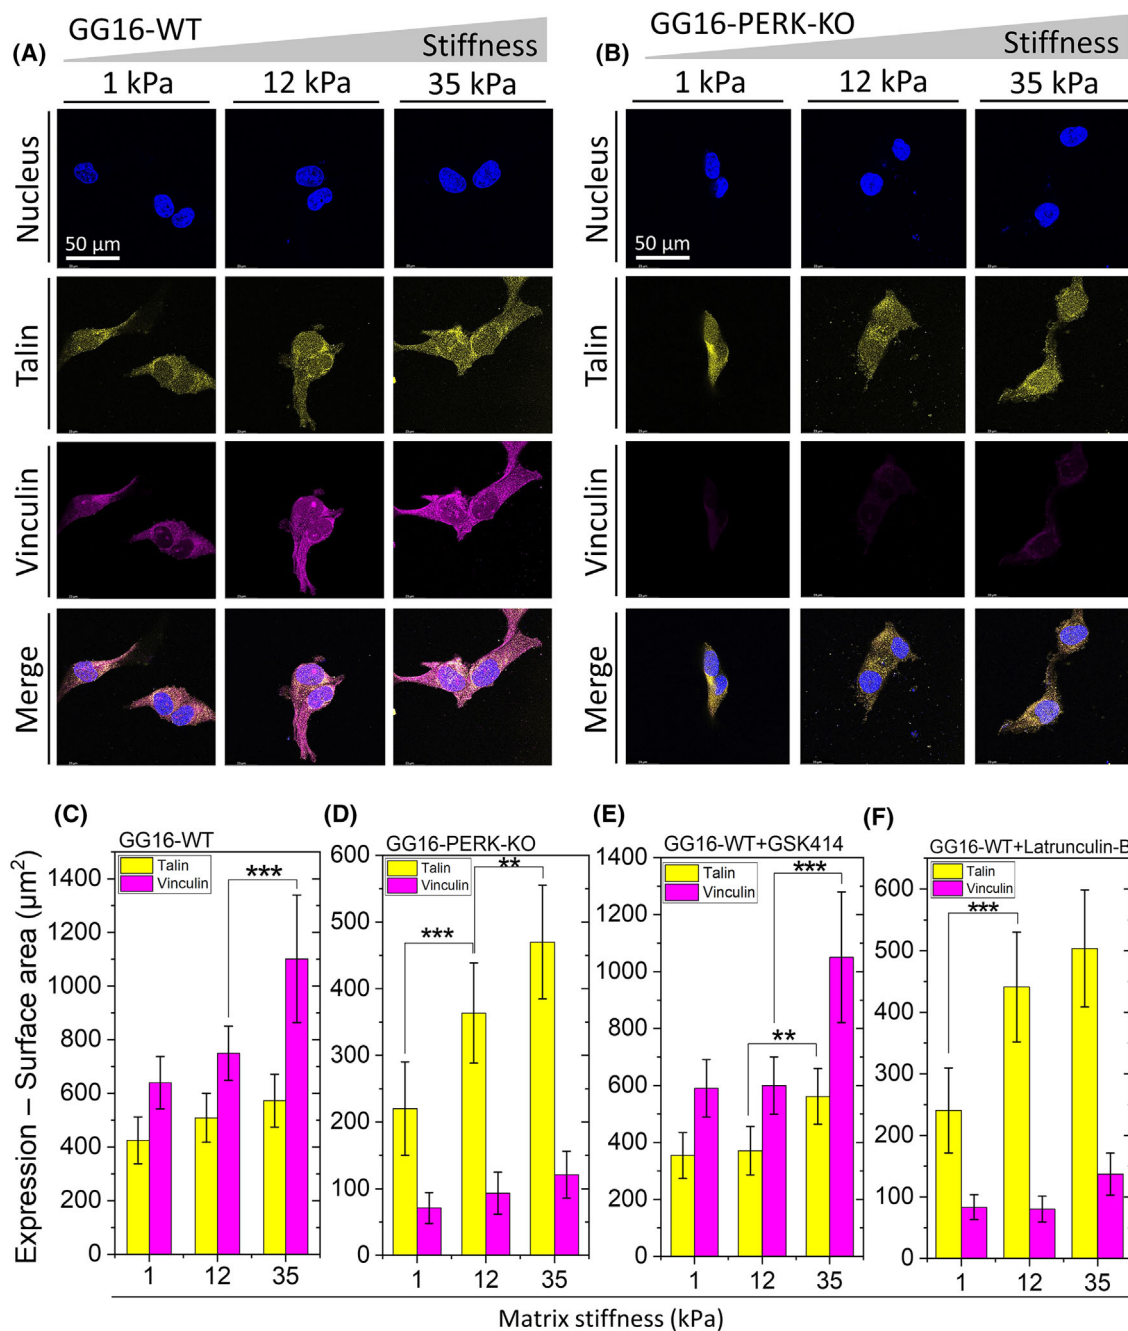 (A) GG16-WT
Stiffness
1 kPa 12 kPa 35 kPa
Nucleus
50 µm
Talin
Vinculin
Merge
(B) GG16-PERK-KO
Stiffness
1 kPa 12 kPa 35 kPa
Nucleus
50 µm
Talin
Vinculin
Merge
Expression – Surface area (µm²)
(C)
GG16-WT
Talin
Vinculin
***
1400
1200
1000
800
600
400
200
0
1 12 35
(D)
GG16-PERK-KO
Talin
Vinculin
**
***
600
500
400
300
200
100
0
1 12 35
(E)
GG16-WT+GSK414
Talin
Vinculin
***
**
1400
1200
1000
800
600
400
200
0
1 12 35
(F)
GG16-WT+Latrunculin-B
Talin
Vinculin
***
600
500
400
300
200
100
0
1 12 35
Matrix stiffness (kPa)